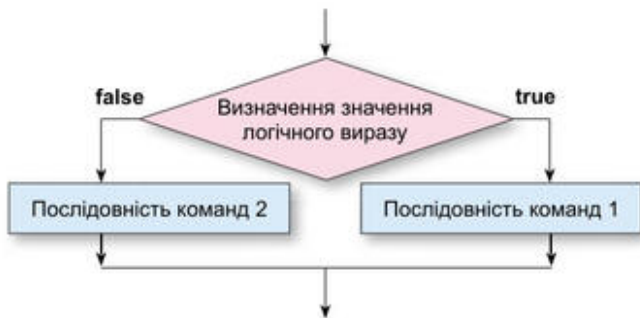 false
true
Визначення значення
логічного виразу
Послідовність команд 2
Послідовність команд 1